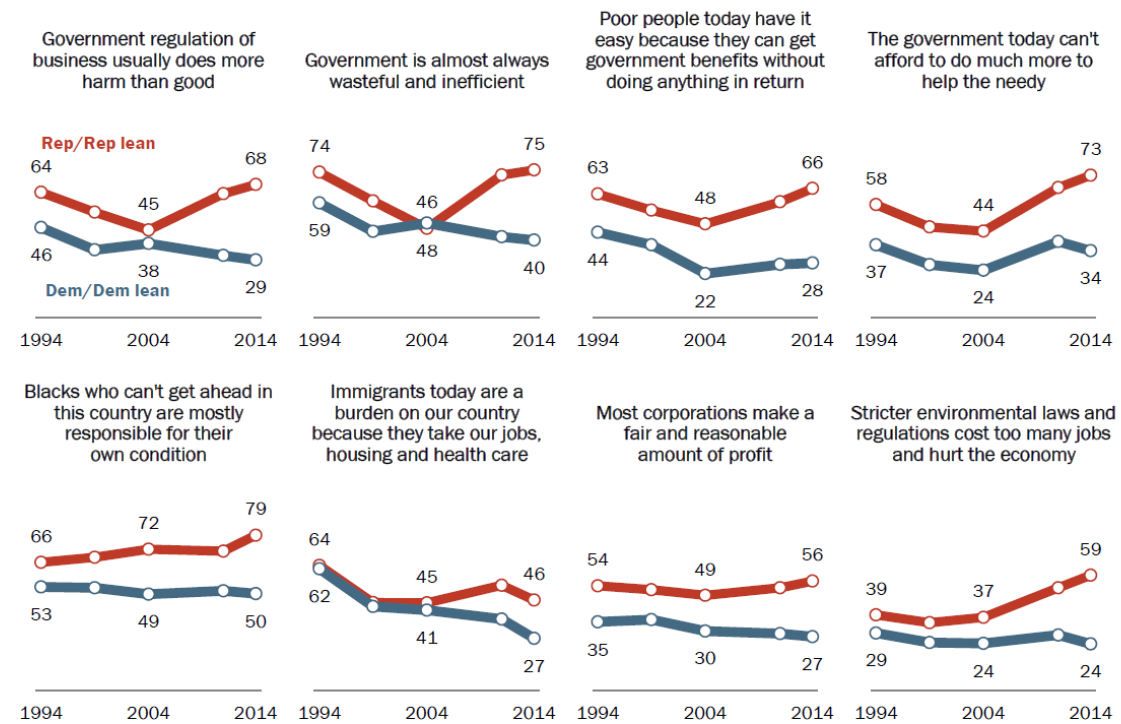 Government regulation of
business usually does more
harm than good
Rep/Rep lean
64
45
68
46
38
29
Dem/Dem lean
1994 2004 2014
Government is almost always
wasteful and inefficient
74
46
75
59
48
40
1994 2004 2014
Poor people today have it
easy because they can get
government benefits without
doing anything in return
63
48
66
44
22
28
1994 2004 2014
The government today can't
afford to do much more to
help the needy
58
44
73
37
24
34
1994 2004 2014
Blacks who can't get ahead in
this country are mostly
responsible for their
own condition
66
72
79
53
49
50
1994 2004 2014
Immigrants today are a
burden on our country
because they take our jobs,
housing and health care
64
45
46
62
41
27
1994 2004 2014
Most corporations make a
fair and reasonable
amount of profit
54
49
56
35
30
27
1994 2004 2014
Stricter environmental laws and
regulations cost too many jobs
and hurt the economy
39
37
59
29
24
24
1994 2004 2014